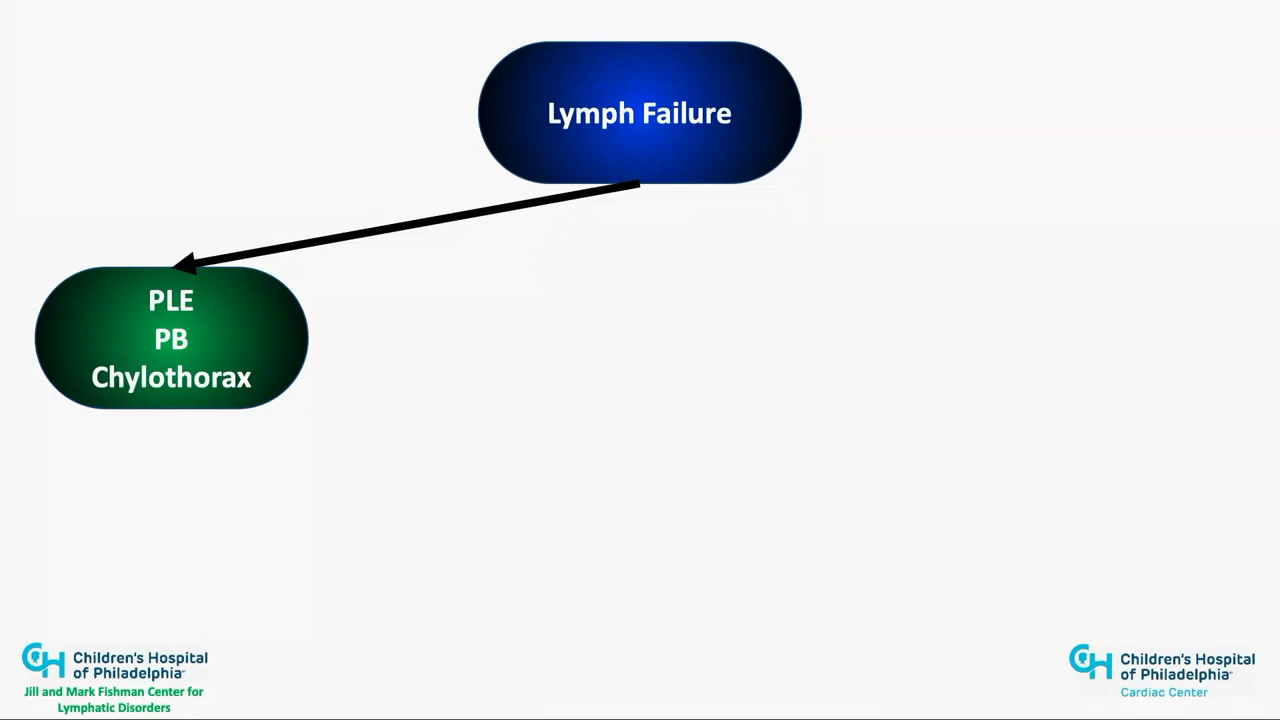 Lymph Failure
PLE
PB
Chylothorax
Children's Hospital
of Philadelphia
Jill and Mark Fishman Center for
Lymphatic Disorders
Children's Hospital
of Philadelphia
Cardiac Center